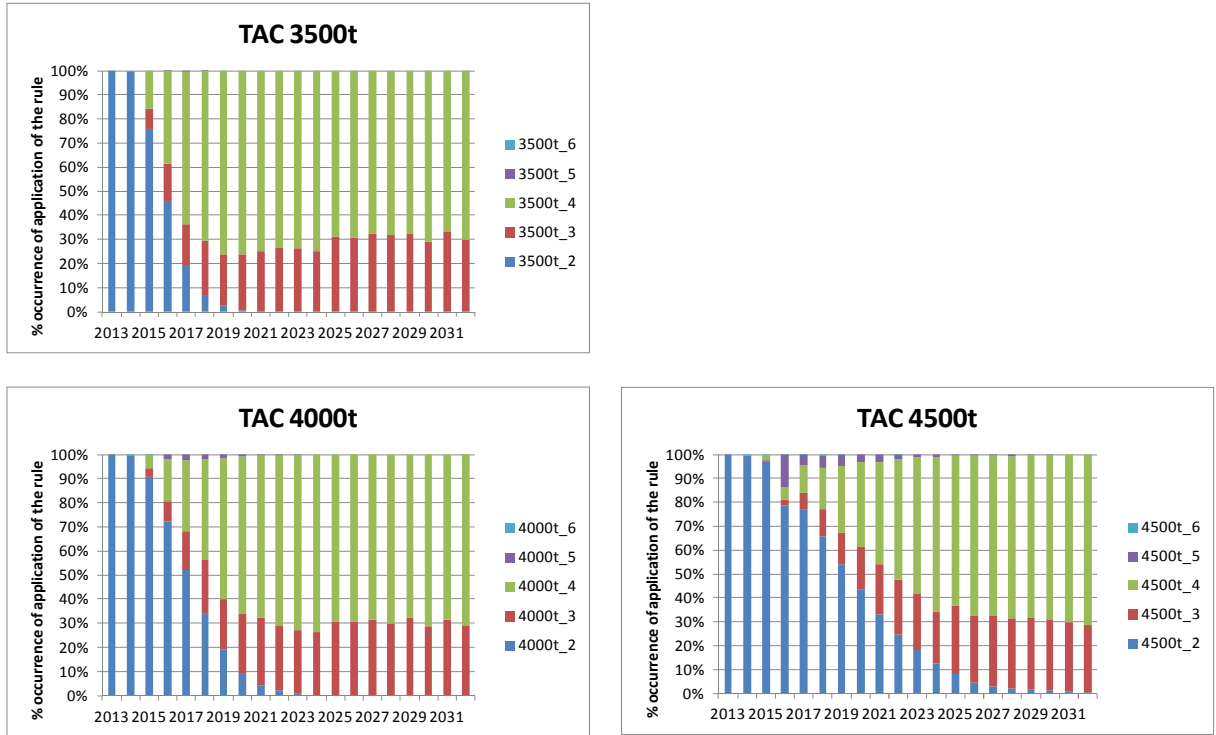 TAC 3500t
% occurrence of application of the rule
100%
90%
80%
70%
60%
50%
40%
30%
20%
10%
0%
2013 2015 2017 2019 2021 2023 2025 2027 2029 2031
3500t_6
3500t_5
3500t_4
3500t_3
3500t_2
TAC 4000t
% occurrence of application of the rule
100%
90%
80%
70%
60%
50%
40%
30%
20%
10%
0%
2013 2015 2017 2019 2021 2023 2025 2027 2029 2031
4000t_6
4000t_5
4000t_4
4000t_3
4000t_2
TAC 4500t
% occurrence of application of the rule
100%
90%
80%
70%
60%
50%
40%
30%
20%
10%
0%
2013 2015 2017 2019 2021 2023 2025 2027 2029 2031
4500t_6
4500t_5
4500t_4
4500t_3
4500t_2